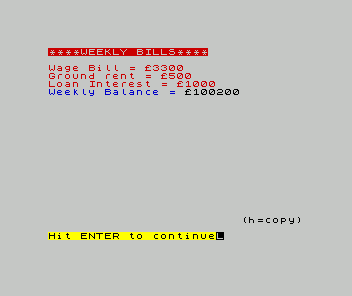 ****WEEKLY BILLS****
Wage Bill = £3300
Ground rent = £500
Loan Interest = £1000
Weekly Balance = £100200
(h=copy)
Hit ENTER to continue L